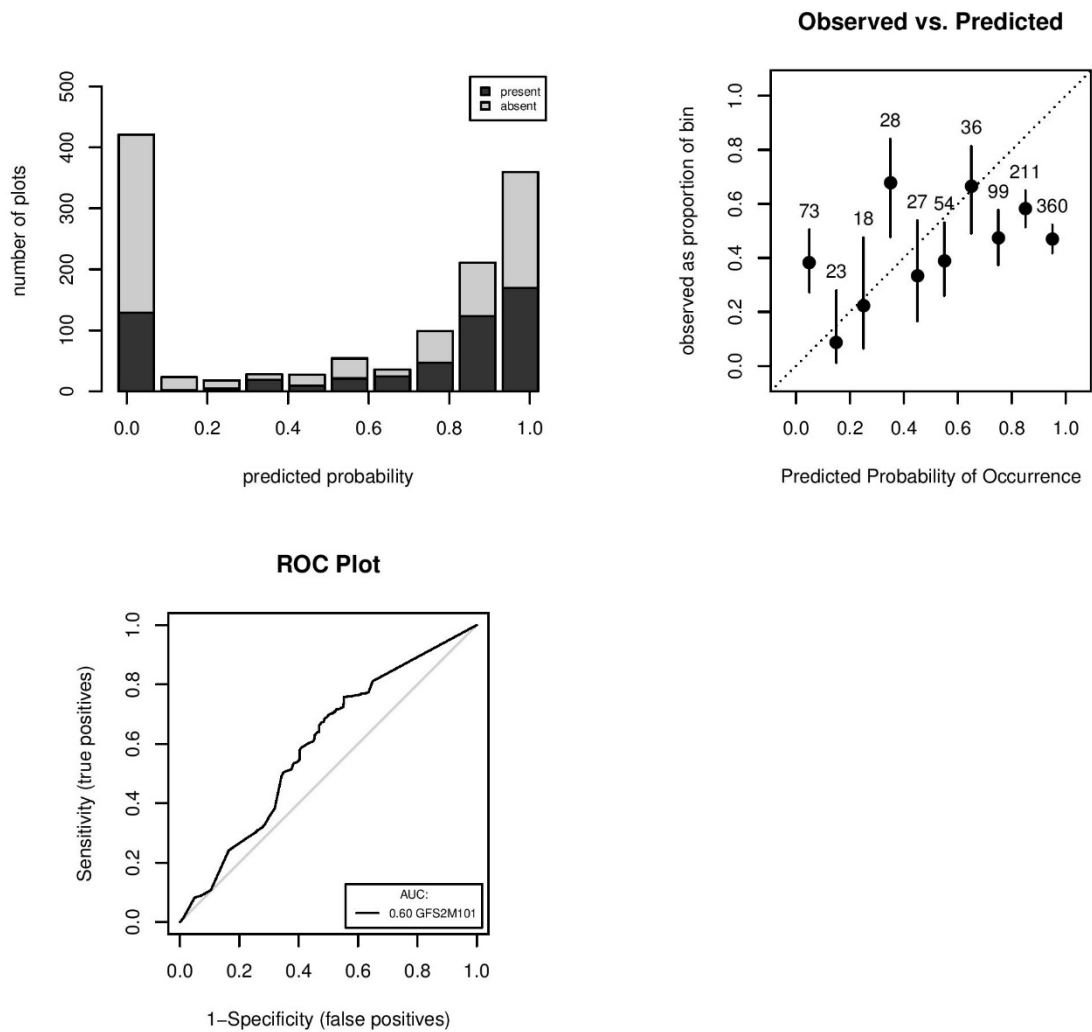 Observed vs. Predicted
number of plots
0 100 200 300 400 500
present
absent
0.0 0.2 0.4 0.6 0.8 1.0
predicted probability
observed as proportion of bin
0.0 0.2 0.4 0.6 0.8 1.0
73
23
18
28
27
54
36
99
211
360
0.0 0.2 0.4 0.6 0.8 1.0
Predicted Probability of Occurrence
ROC Plot
Sensitivity (true positives)
0.0 0.2 0.4 0.6 0.8 1.0
AUC:
0.60 GFS2M101
0.0 0.2 0.4 0.6 0.8 1.0
1−Specificity (false positives)